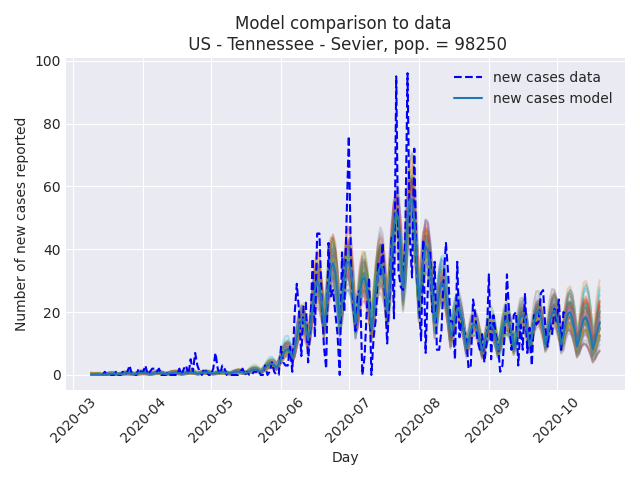 Model comparison to data
US - Tennessee - Sevier, pop. = 98250
100
80
60
40
20
0
Number of new cases reported
new cases data
new cases model
2020-03
2020-04
2020-05
2020-06
2020-07
2020-08
2020-09
2020-10
Day